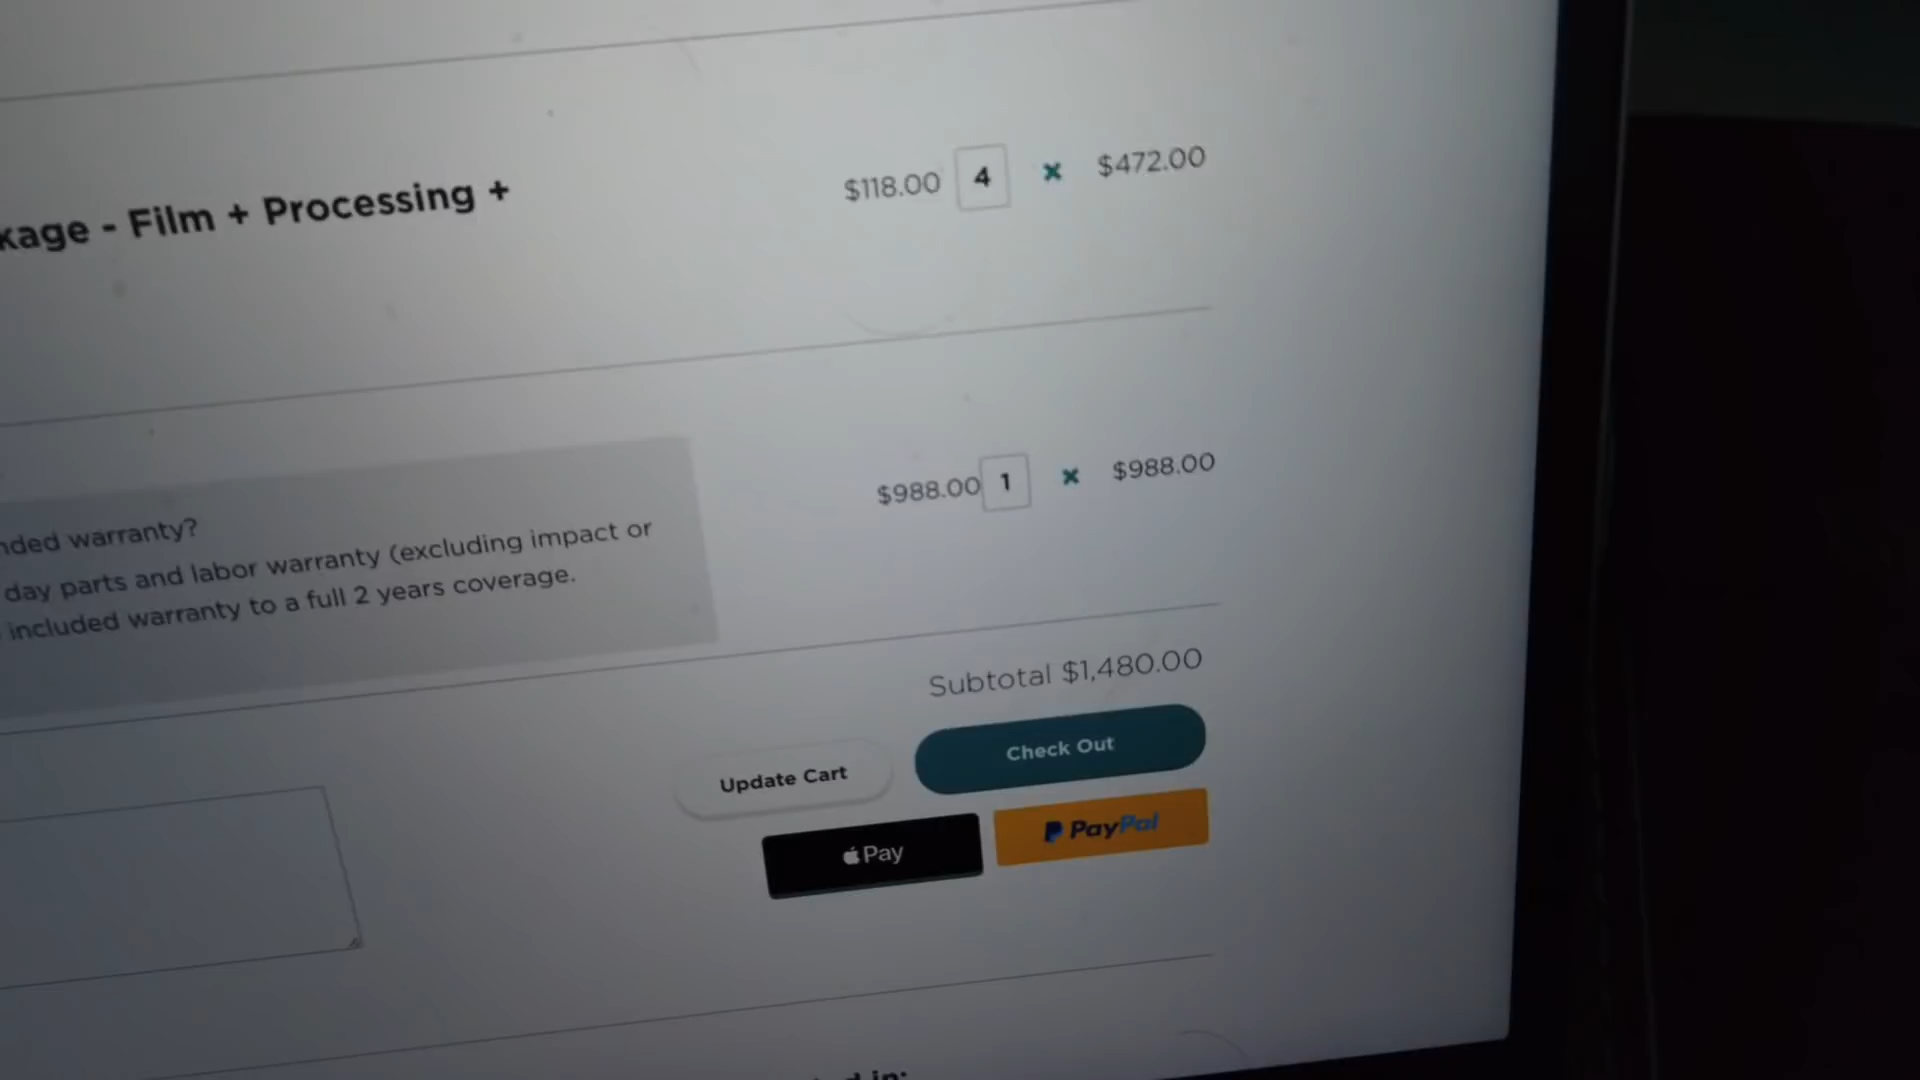 kage - Film + Processing +
$118.00 4 × $472.00
nded warranty?
day parts and labor warranty (excluding impact or
included warranty to a full 2 years coverage.
$988.00 1 × $988.00
Subtotal $1,480.00
Update Cart
Check Out
Pay
PayPal
in: